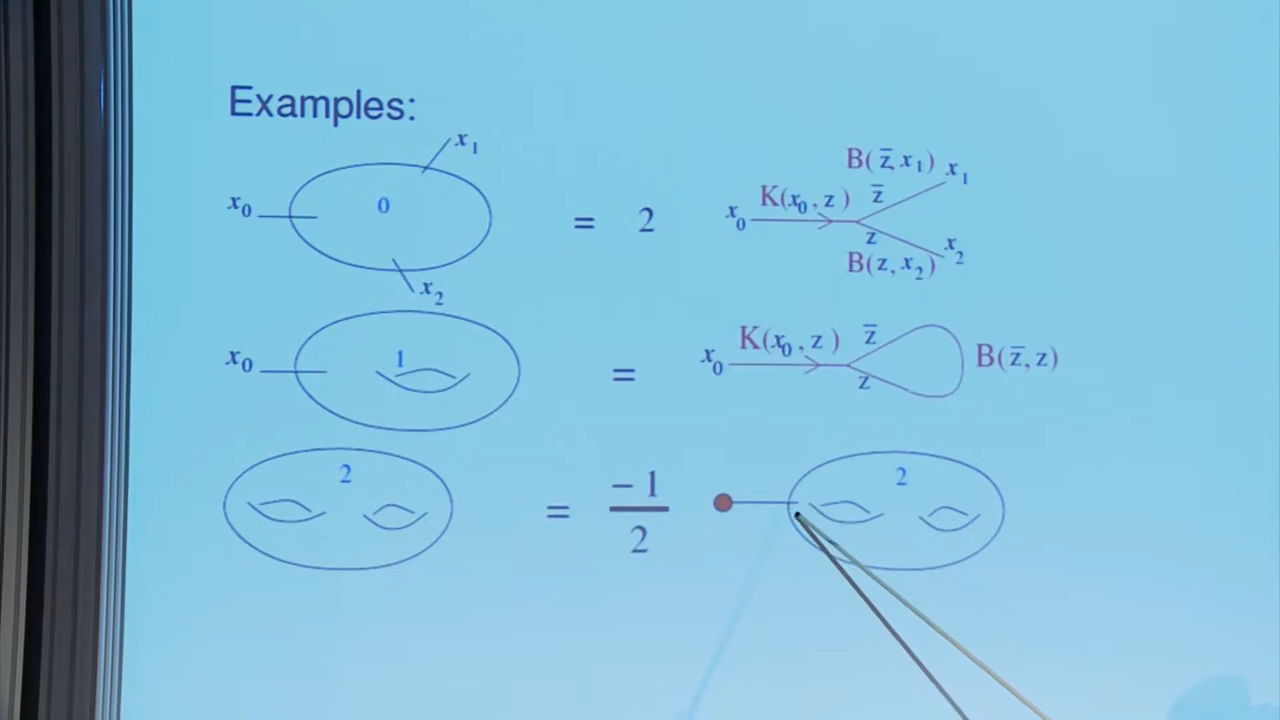 Examples:
x₁
B(z̄, x₁) x₁
x₀ 0 = 2 x₀ K(x₀, z) z̄
z x₂
B(z, x₂)
x₂
x₀ 1 = x₀ K(x₀, z) z̄ B(z̄, z)
z
2 = −1/2 2